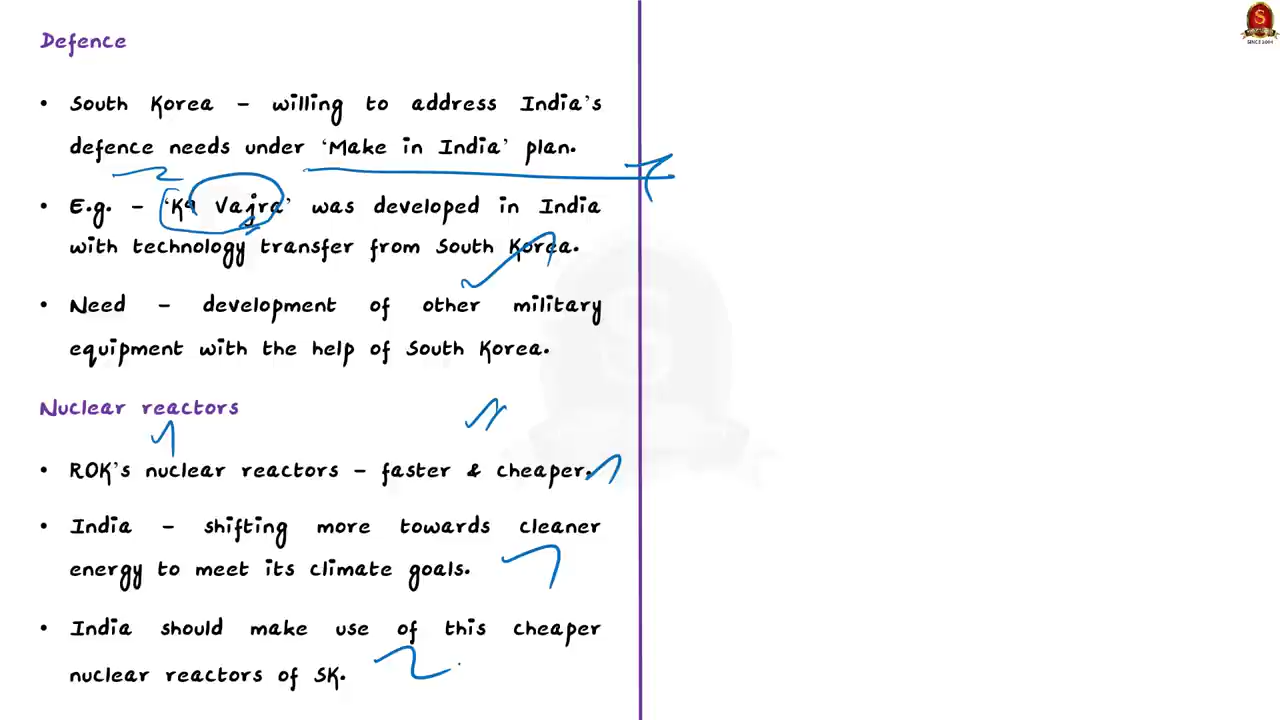 Defence
• South Korea – willing to address India's
defence needs under 'Make in India' plan.
• E.g. – 'K9 Vajra' was developed in India
with technology transfer from South Korea.
• Need – development of other military
equipment with the help of South Korea.
Nuclear reactors
• ROK's nuclear reactors – faster & cheaper.
• India – shifting more towards cleaner
energy to meet its climate goals.
• India should make use of this cheaper
nuclear reactors of SK.
S
SINCE 2004